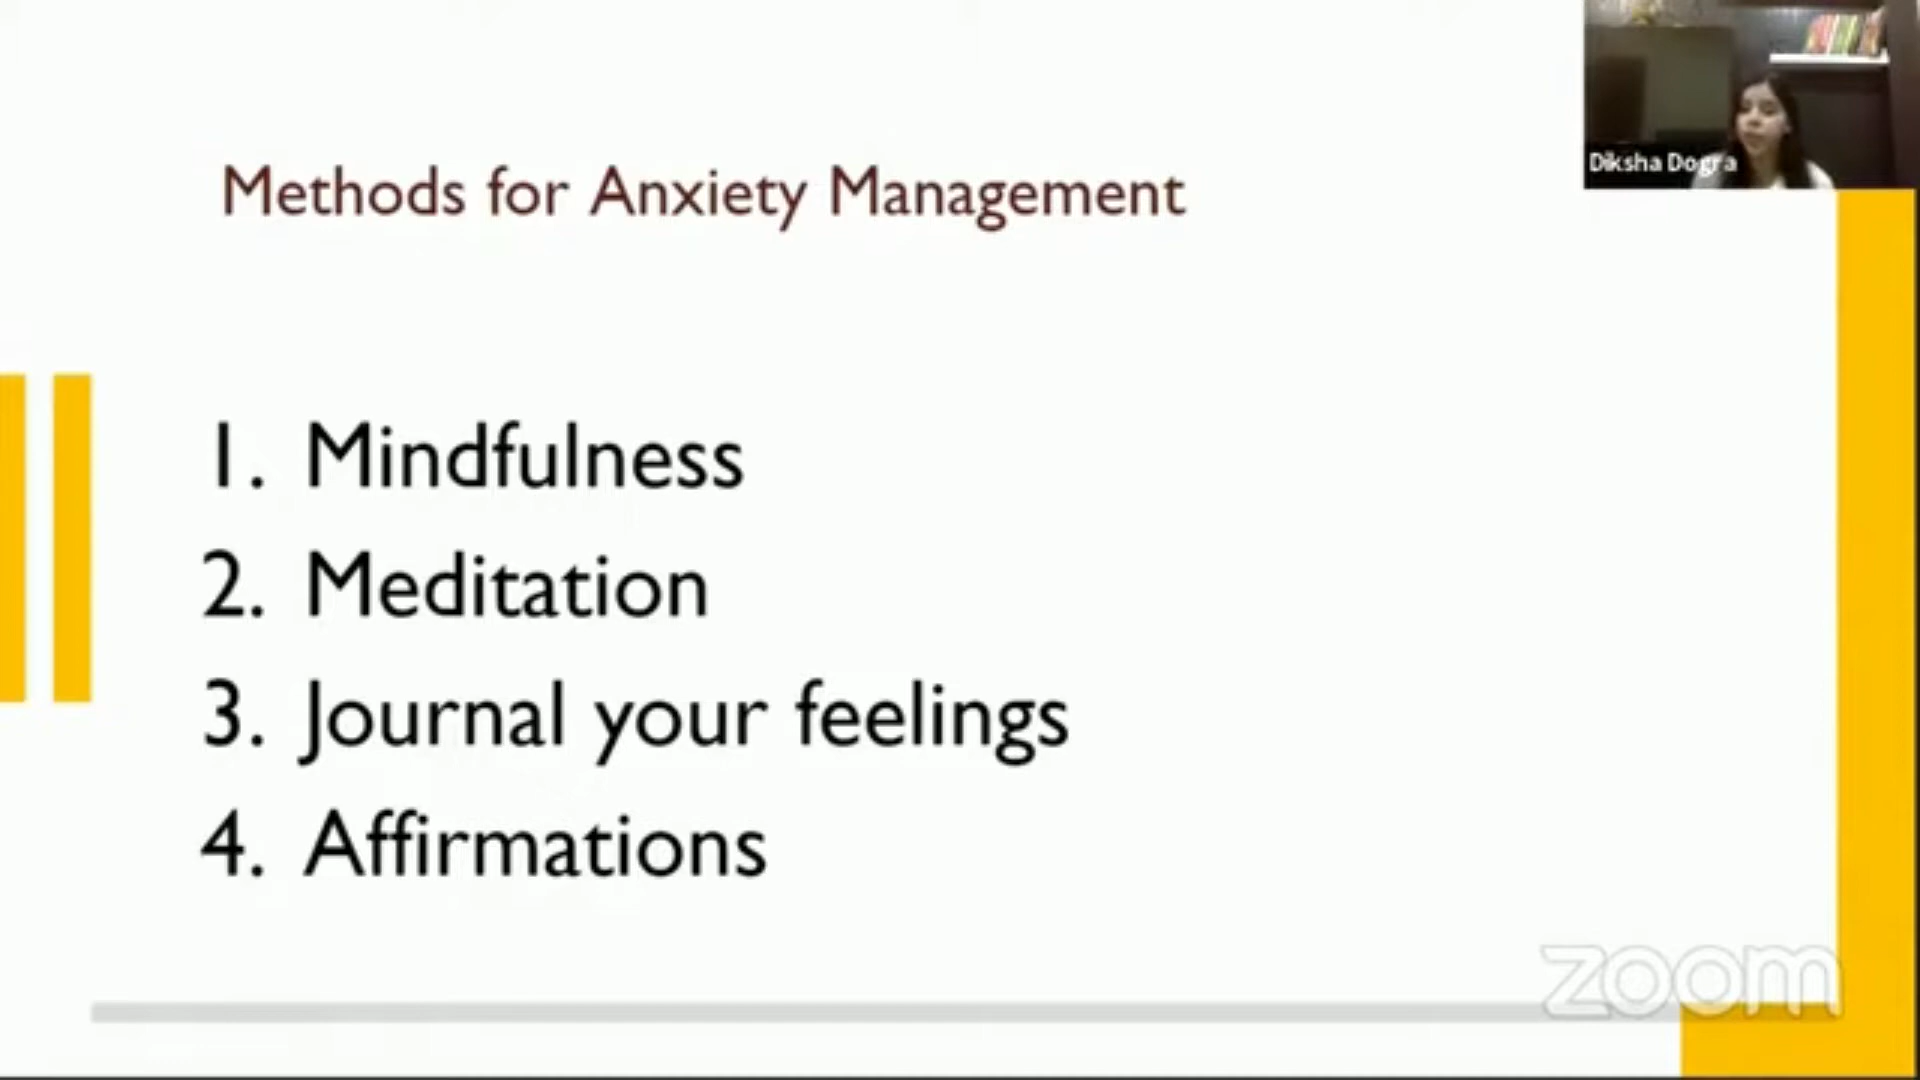 Diksha Dogra
Methods for Anxiety Management
1. Mindfulness
2. Meditation
3. Journal your feelings
4. Affirmations
zoom